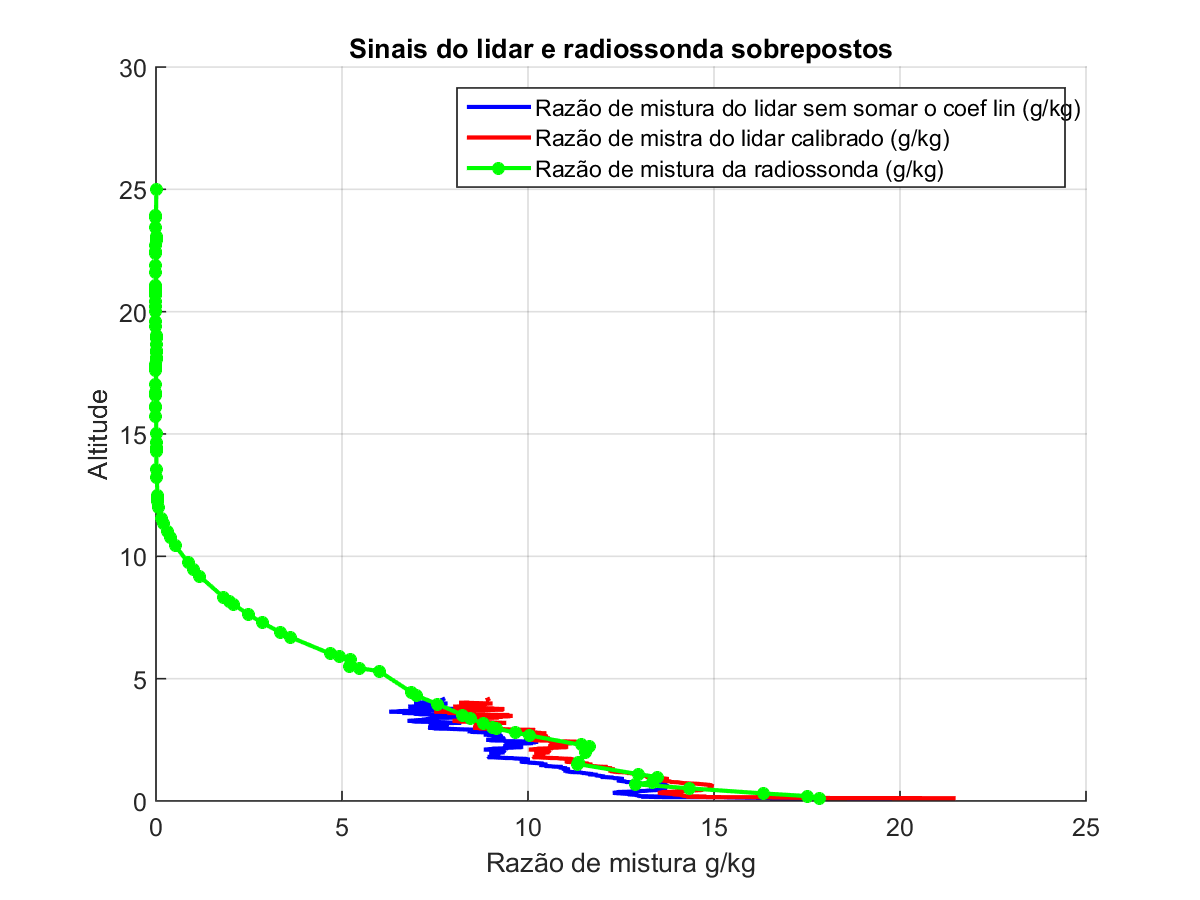 Sinais do lidar e radiossonda sobrepostos
30
Razão de mistura do lidar sem somar o coef lin (g/kg)
Razão de mistra do lidar calibrado (g/kg)
Razão de mistura da radiossonda (g/kg)
25
20
15
Altitude
10
5
0
0 5 10 15 20 25
Razão de mistura g/kg